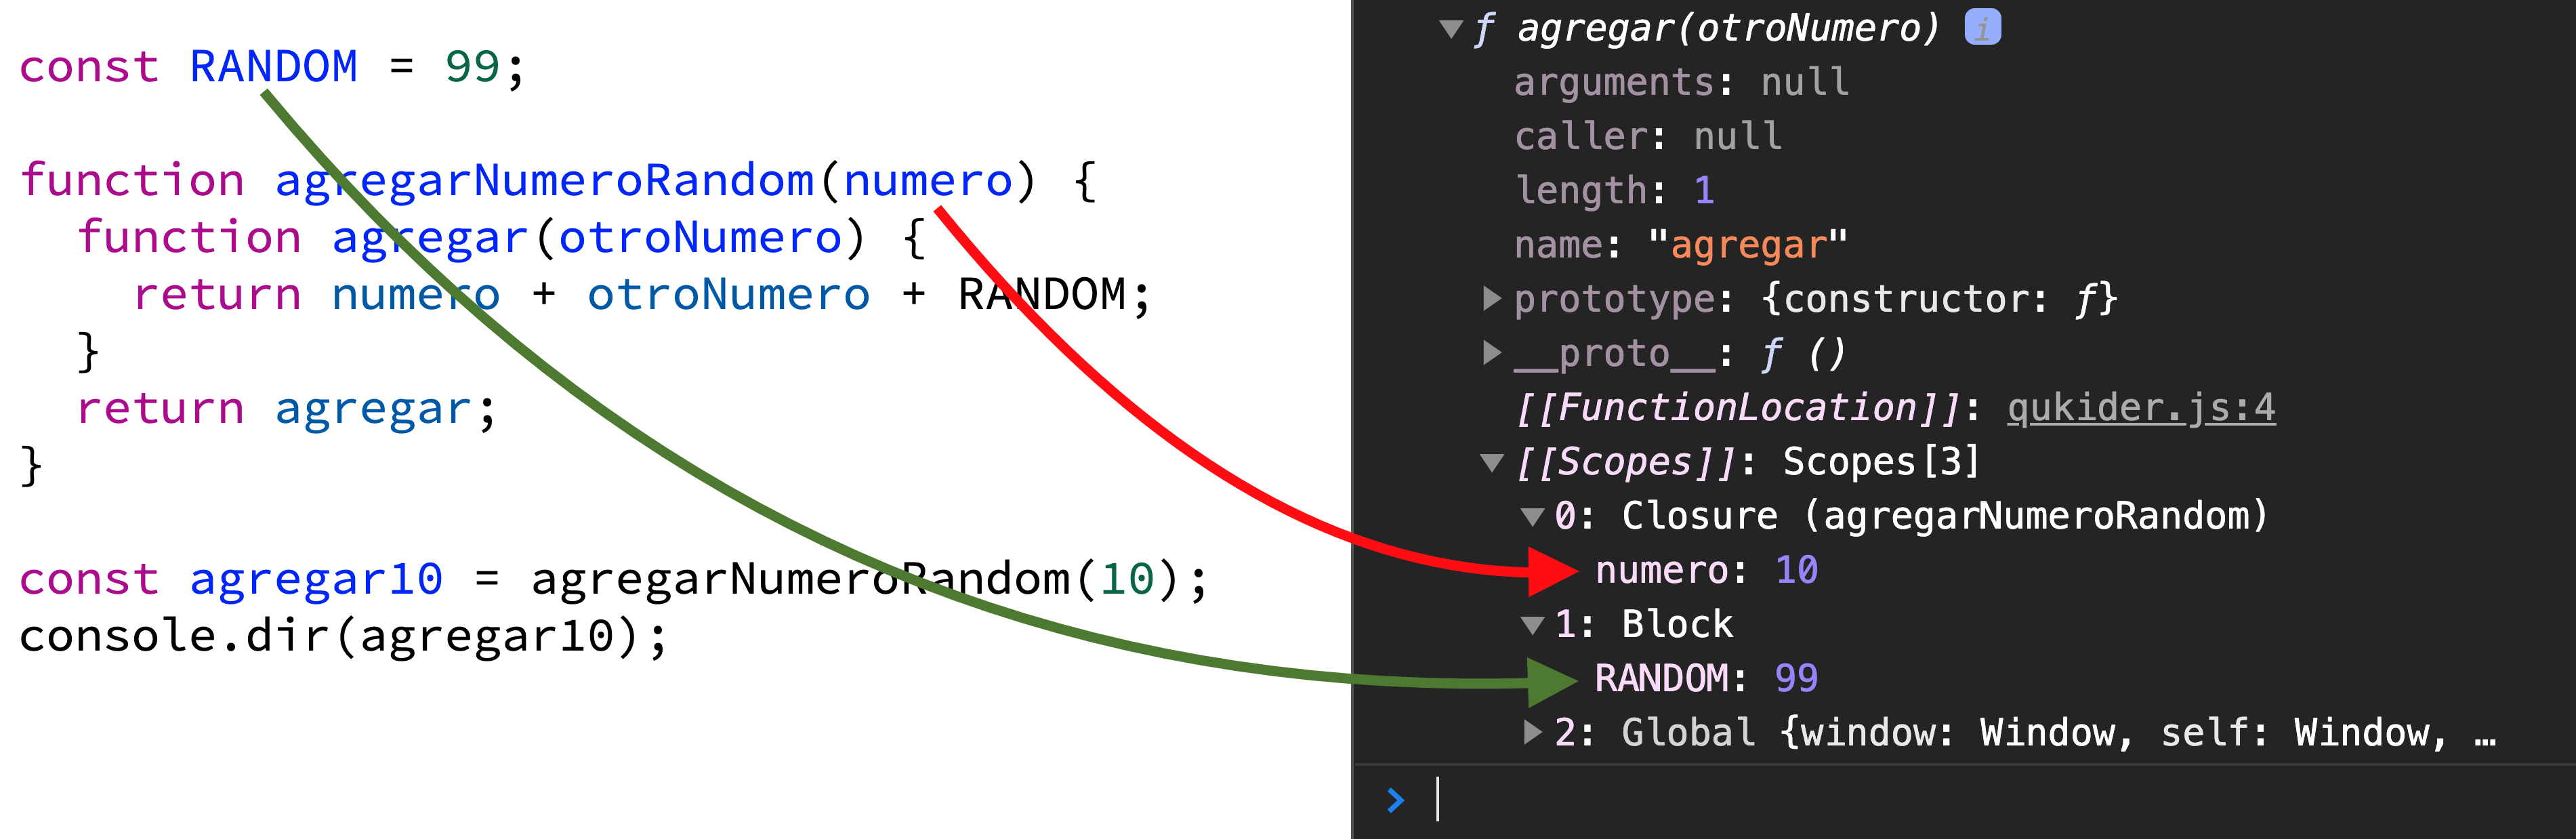 const RANDOM = 99;
function agregarNumeroRandom(numero) {
function agregar(otroNumero) {
return numero + otroNumero + RANDOM;
}
return agregar;
}
const agregar10 = agregarNumeroRandom(10);
console.dir(agregar10);
▼ƒ agregar(otroNumero) i
arguments: null
caller: null
length: 1
name: "agregar"
▶prototype: {constructor: ƒ}
▶__proto__: ƒ ()
[[FunctionLocation]]: qukider.js:4
▼[[Scopes]]: Scopes[3]
▼0: Closure (agregarNumeroRandom)
numero: 10
▼1: Block
RANDOM: 99
▶2: Global {window: Window, self: Window, …
>